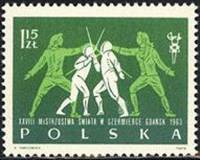 1,15
ZŁ
XXVIII MISTRZOSTWA ŚWIATA W SZERMIERCE GDAŃSK 1963
POLSKA